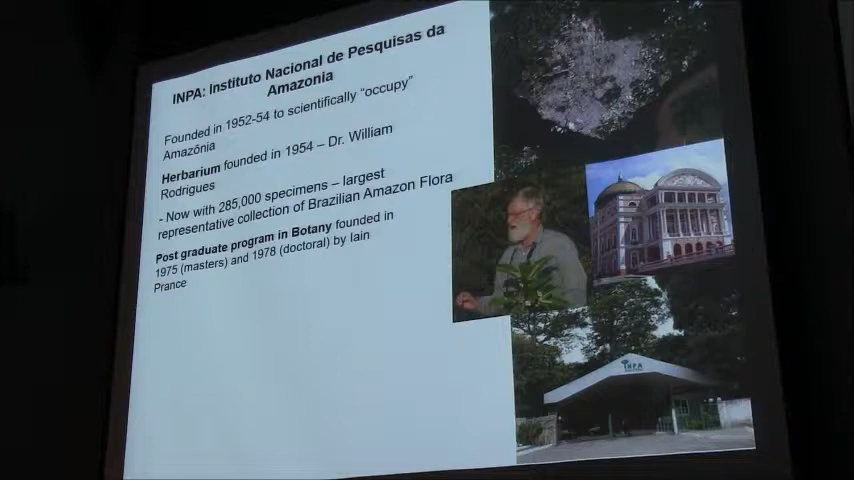 INPA: Instituto Nacional de Pesquisas da
Amazonia
Founded in 1952-54 to scientifically “occupy”
Amazônia
Herbarium founded in 1954 – Dr. William
Rodrigues
- Now with 285,000 specimens – largest
representative collection of Brazilian Amazon Flora
Post graduate program in Botany founded in
1975 (masters) and 1978 (doctoral) by Iain
Prance
INPA